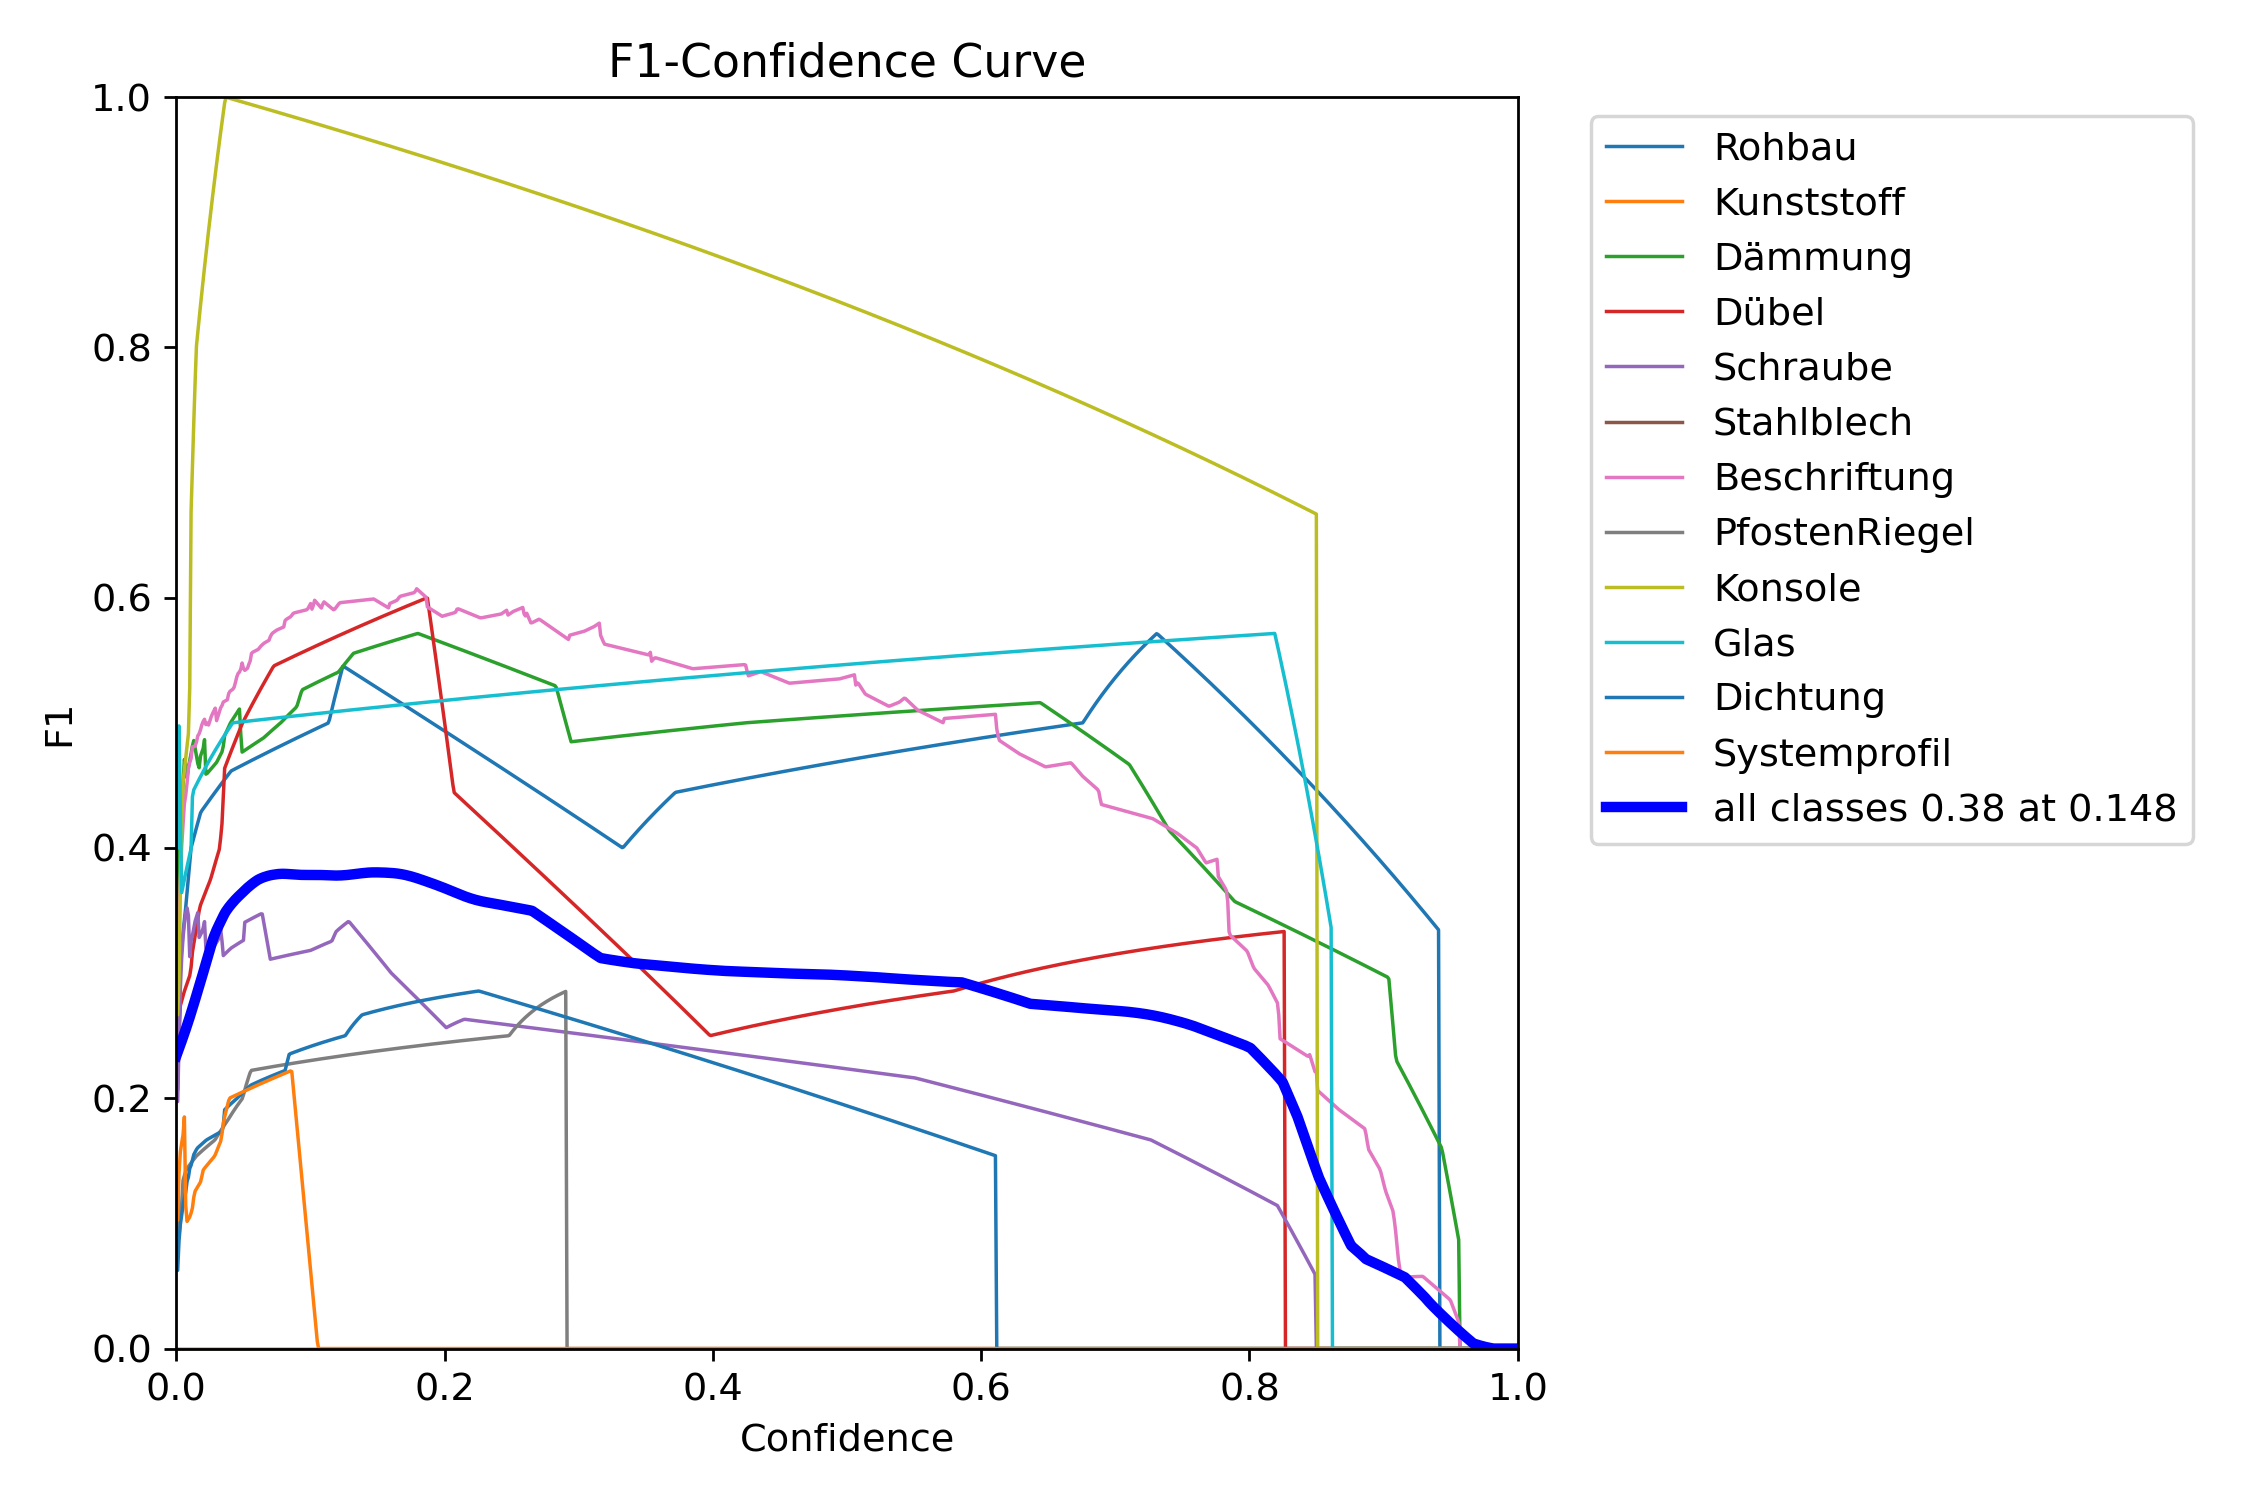 F1-Confidence Curve
1.0
0.8
0.6
0.4
0.2
0.0
F1
0.0 0.2 0.4 0.6 0.8 1.0
Confidence
Rohbau
Kunststoff
Dämmung
Dübel
Schraube
Stahlblech
Beschriftung
PfostenRiegel
Konsole
Glas
Dichtung
Systemprofil
all classes 0.38 at 0.148